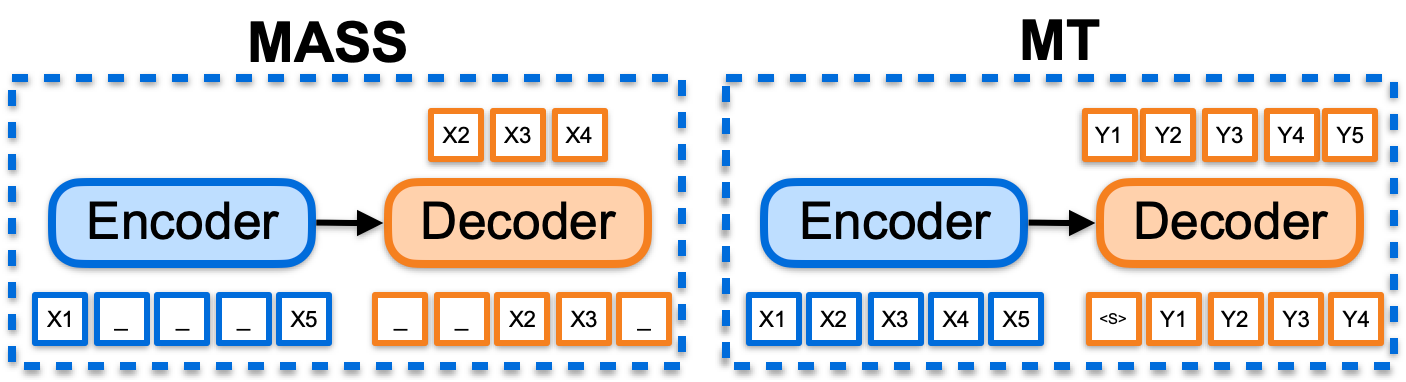 MASS
X2 X3 X4
Encoder Decoder
X1 _ _ _ X5 _ _ X2 X3 _
MT
Y1 Y2 Y3 Y4 Y5
Encoder Decoder
X1 X2 X3 X4 X5 <S> Y1 Y2 Y3 Y4